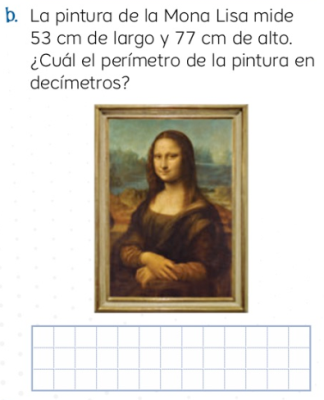 b. La pintura de la Mona Lisa mide
53 cm de largo y 77 cm de alto.
¿Cuál el perímetro de la pintura en
decímetros?